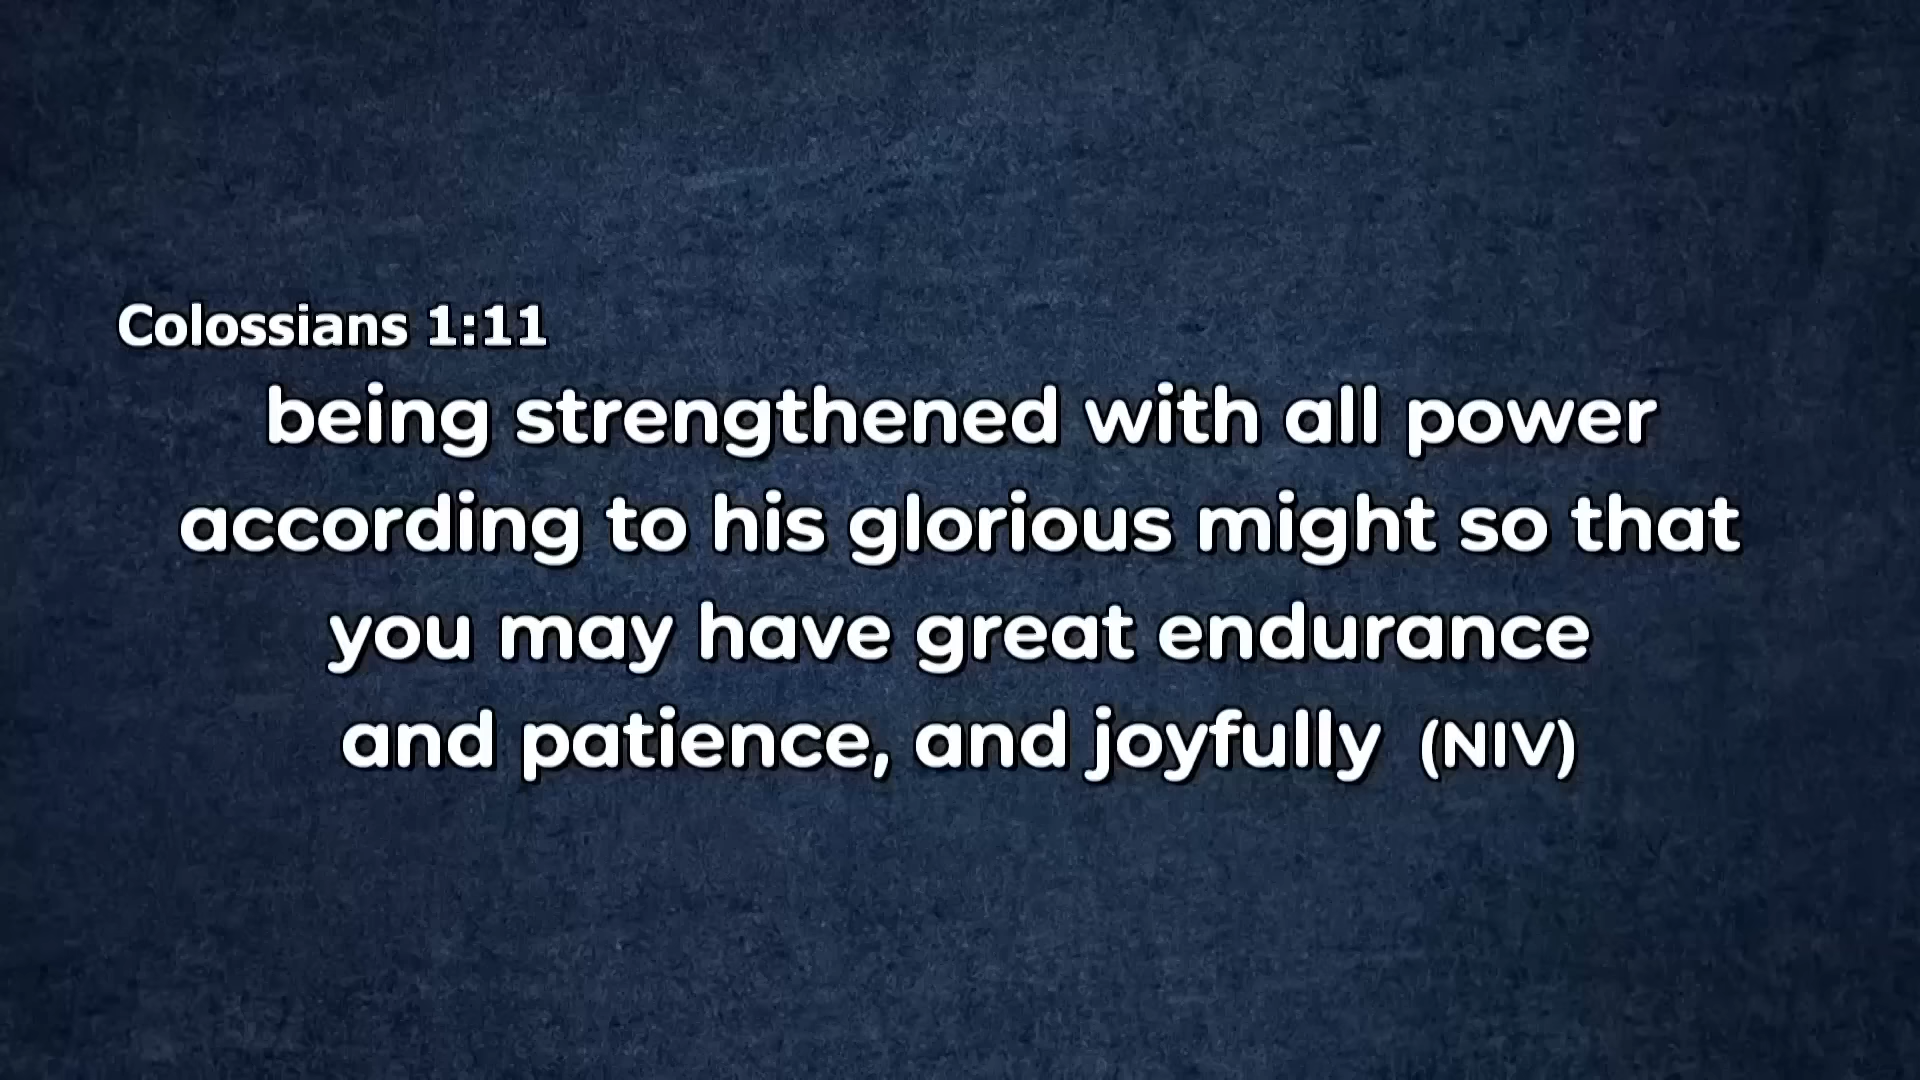 Colossians 1:11
being strengthened with all power
according to his glorious might so that
you may have great endurance
and patience, and joyfully (NIV)